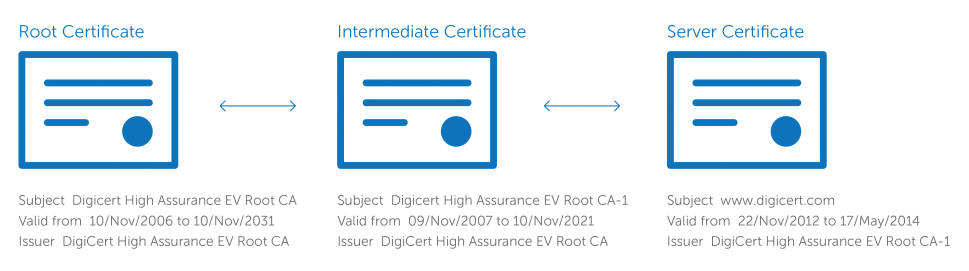 Root Certificate
Subject Digicert High Assurance EV Root CA
Valid from 10/Nov/2006 to 10/Nov/2031
Issuer DigiCert High Assurance EV Root CA
Intermediate Certificate
Subject Digicert High Assurance EV Root CA-1
Valid from 09/Nov/2007 to 10/Nov/2021
Issuer DigiCert High Assurance EV Root CA
Server Certificate
Subject www.digicert.com
Valid from 22/Nov/2012 to 17/May/2014
Issuer DigiCert High Assurance EV Root CA-1